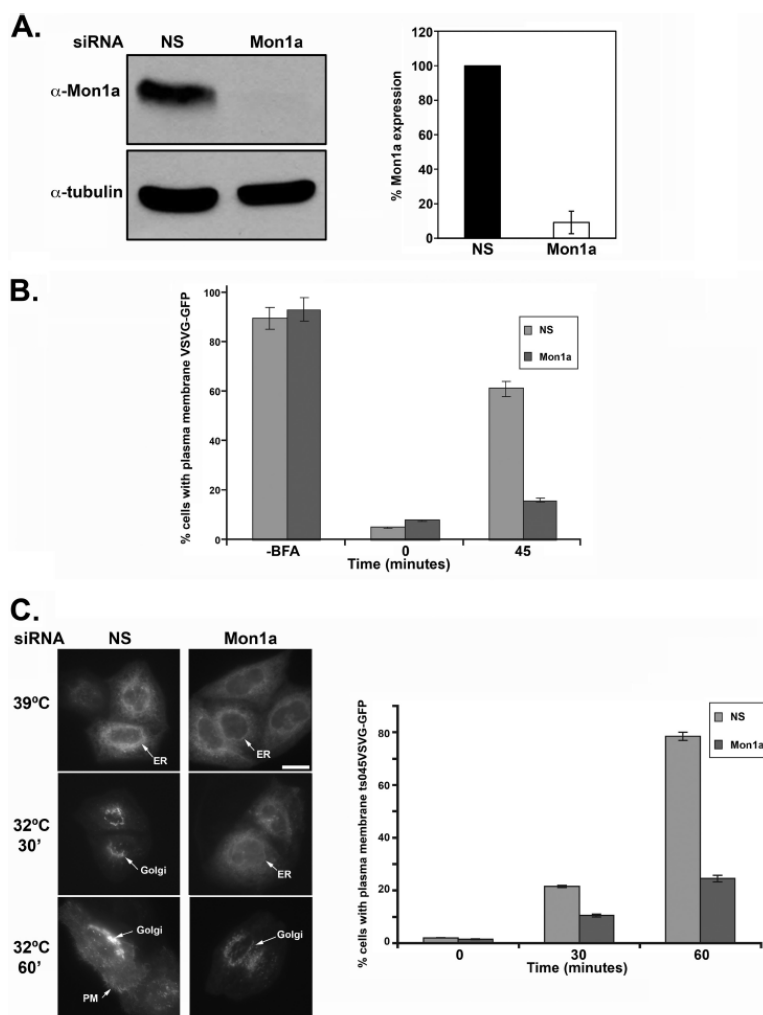 A.
siRNA NS Mon1a
α-Mon1a
α-tubulin
% Mon1a expression
120
100
80
60
40
20
0
NS Mon1a
B.
% cells with plasma membrane VSVG-GFP
100
80
60
40
20
0
NS
Mon1a
-BFA 0 45
Time (minutes)
C.
siRNA NS Mon1a
39ºC
ER
ER
32ºC
30'
Golgi
ER
32ºC
60'
Golgi
PM
Golgi
% cells with plasma membrane ts045VSVG-GFP
80
60
40
20
0
NS
Mon1a
0 30 60
Time (minutes)